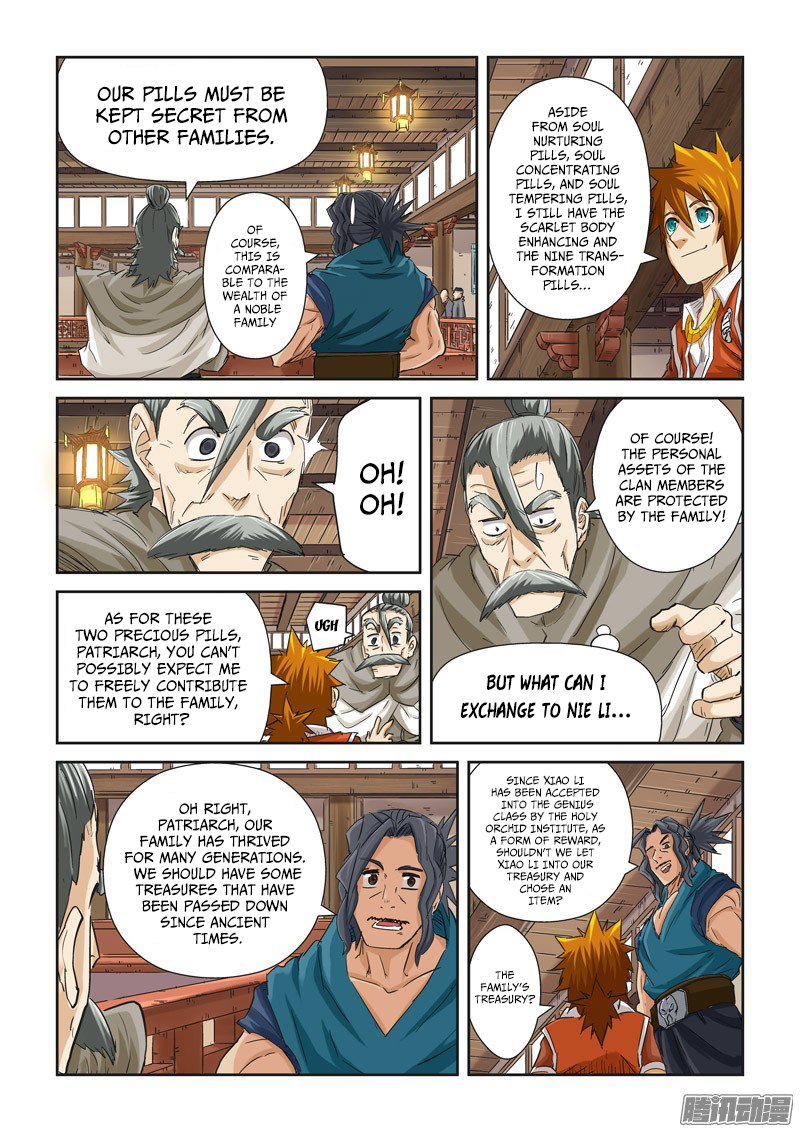 OUR PILLS MUST BE
KEPT SECRET FROM
OTHER FAMILIES.
OF
COURSE,
THIS IS
COMPARA-
BLE TO THE
WEALTH OF
A NOBLE
FAMILY
ASIDE
FROM SOUL
NURTURING
PILLS, SOUL
CONCENTRATING
PILLS, AND SOUL
TEMPERING PILLS,
I STILL HAVE THE
SCARLET BODY
ENHANCING AND
THE NINE TRANS-
FORMATION
PILLS...
OH!
OH!
OF COURSE!
THE PERSONAL
ASSETS OF THE
CLAN MEMBERS
ARE PROTECTED
BY THE FAMILY!
BUT WHAT CAN I
EXCHANGE TO NIE LI...
AS FOR THESE
TWO PRECIOUS PILLS,
PATRIARCH, YOU CAN'T
POSSIBLY EXPECT ME
TO FREELY CONTRIBUTE
THEM TO THE FAMILY,
RIGHT?
UGH
OH RIGHT,
PATRIARCH, OUR
FAMILY HAS THRIVED
FOR MANY GENERATIONS.
WE SHOULD HAVE SOME
TREASURES THAT HAVE
BEEN PASSED DOWN
SINCE ANCIENT
TIMES.
SINCE XIAO LI
HAS BEEN ACCEPTED
INTO THE GENIUS
CLASS BY THE HOLY
ORCHID INSTITUTE, AS
A FORM OF REWARD,
SHOULDN'T WE LET
XIAO LI INTO OUR
TREASURY AND
CHOSE AN
ITEM?
THE
FAMILY'S
TREASURY?
腾讯动漫